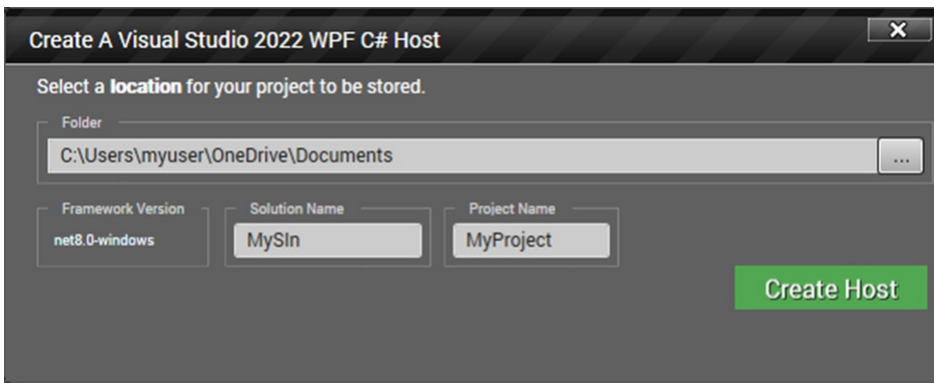 Create A Visual Studio 2022 WPF C# Host
X
Select a location for your project to be stored.
Folder
C:\Users\myuser\OneDrive\Documents
...
Framework Version
Solution Name
Project Name
net8.0-windows
MySln
MyProject
Create Host